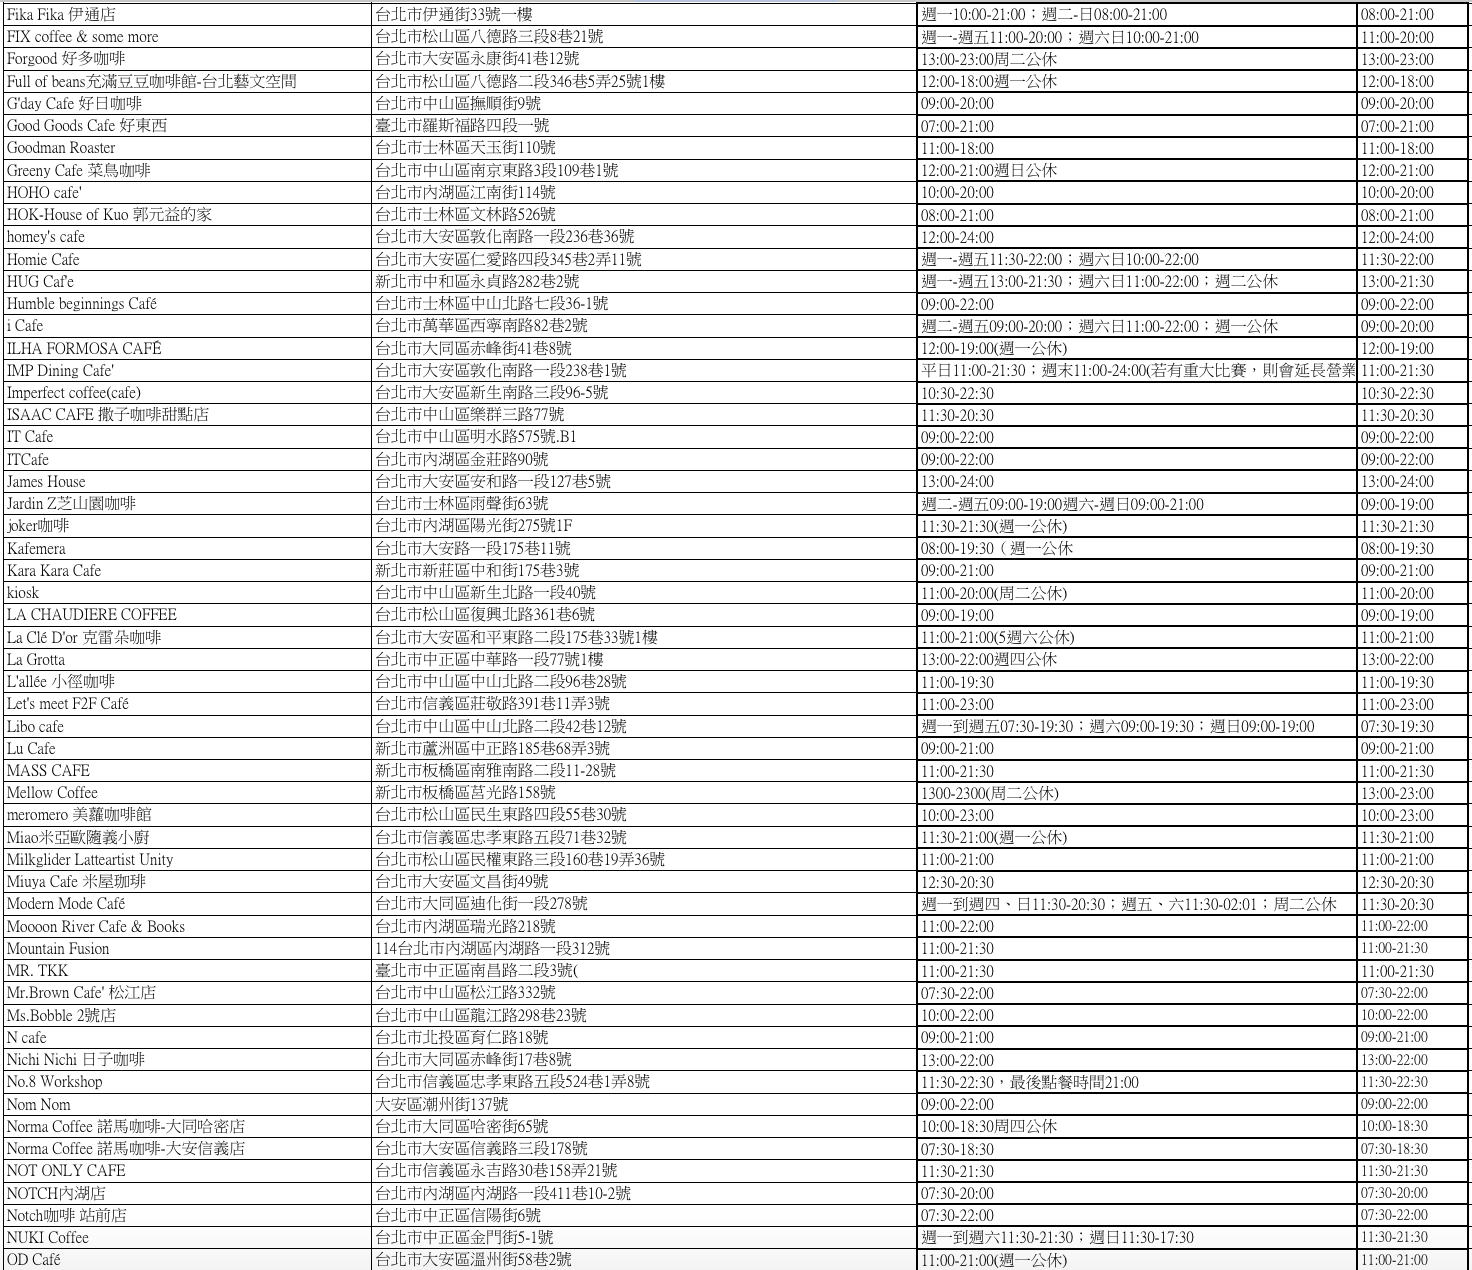 Fika Fika 伊通店 台北市伊通街33號一樓 週一10:00-21:00；週二-日08:00-21:00 08:00-21:00
FIX coffee & some more 台北市松山區八德路三段8巷21號 週一-週五11:00-20:00；週六日10:00-21:00 11:00-20:00
Forgood 好多咖啡 台北市大安區永康街41巷12號 13:00-23:00周二公休 13:00-23:00
Full of beans充滿豆豆咖啡館-台北藝文空間 台北市松山區八德路二段346巷5弄25號1樓 12:00-18:00週一公休 12:00-18:00
G'day Cafe 好日咖啡 台北市中山區撫順街9號 09:00-20:00 09:00-20:00
Good Goods Cafe 好東西 臺北市羅斯福路四段一號 07:00-21:00 07:00-21:00
Goodman Roaster 台北市士林區天玉街110號 11:00-18:00 11:00-18:00
Greeny Cafe 菜鳥咖啡 台北市中山區南京東路3段109巷1號 12:00-21:00週日公休 12:00-21:00
HOHO cafe' 台北市內湖區江南街114號 10:00-20:00 10:00-20:00
HOK-House of Kuo 郭元益的家 台北市士林區文林路526號 08:00-21:00 08:00-21:00
homey's cafe 台北市大安區敦化南路一段236巷36號 12:00-24:00 12:00-24:00
Homie Cafe 台北市大安區仁愛路四段345巷2弄11號 週一-週五11:30-22:00；週六日10:00-22:00 11:30-22:00
HUG Caf'e 新北市中和區永貞路282巷2號 週一-週五13:00-21:30；週六日11:00-22:00；週二公休 13:00-21:30
Humble beginnings Café 台北市士林區中山北路七段36-1號 09:00-22:00 09:00-22:00
i Cafe 台北市萬華區西寧南路82巷2號 週二-週五09:00-20:00；週六日11:00-22:00；週一公休 09:00-20:00
ILHA FORMOSA CAFÉ 台北市大同區赤峰街41巷8號 12:00-19:00(週一公休) 12:00-19:00
IMP Dining Cafe' 台北市大安區敦化南路一段238巷1號 平日11:00-21:30；週末11:00-24:00(若有重大比賽，則會延長營業 11:00-21:30
Imperfect coffee(cafe) 台北市大安區新生南路三段96-5號 10:30-22:30 10:30-22:30
ISAAC CAFE 撒子咖啡甜點店 台北市中山區樂群三路77號 11:30-20:30 11:30-20:30
IT Cafe 台北市中山區明水路575號.B1 09:00-22:00 09:00-22:00
ITCafe 台北市內湖區金莊路90號 09:00-22:00 09:00-22:00
James House 台北市大安區安和路一段127巷5號 13:00-24:00 13:00-24:00
Jardin Z芝山園咖啡 台北市士林區雨聲街63號 週二-週五09:00-19:00週六-週日09:00-21:00 09:00-19:00
joker咖啡 台北市內湖區陽光街275號1F 11:30-21:30(週一公休) 11:30-21:30
Kafemera 台北市大安路一段175巷11號 08:00-19:30（週一公休 08:00-19:30
Kara Kara Cafe 新北市新莊區中和街175巷3號 09:00-21:00 09:00-21:00
kiosk 台北市中山區新生北路一段40號 11:00-20:00(周二公休) 11:00-20:00
LA CHAUDIERE COFFEE 台北市松山區復興北路361巷6號 09:00-19:00 09:00-19:00
La Clé D'or 克雷朵咖啡 台北市大安區和平東路二段175巷33號1樓 11:00-21:00(5週六公休) 11:00-21:00
La Grotta 台北市中正區中華路一段77號1樓 13:00-22:00週四公休 13:00-22:00
L'allée 小徑咖啡 台北市中山區中山北路二段96巷28號 11:00-19:30 11:00-19:30
Let's meet F2F Café 台北市信義區莊敬路391巷11弄3號 11:00-23:00 11:00-23:00
Libo cafe 台北市中山區中山北路二段42巷12號 週一到週五07:30-19:30；週六09:00-19:30；週日09:00-19:00 07:30-19:30
Lu Cafe 新北市蘆洲區中正路185巷68弄3號 09:00-21:00 09:00-21:00
MASS CAFE 新北市板橋區南雅南路二段11-28號 11:00-21:30 11:00-21:30
Mellow Coffee 新北市板橋區莒光路158號 1300-2300(周二公休) 13:00-23:00
meromero 美蘿咖啡館 台北市松山區民生東路四段55巷30號 10:00-23:00 10:00-23:00
Miao米亞歐隨義小廚 台北市信義區忠孝東路五段71巷32號 11:30-21:00(週一公休) 11:30-21:00
Milkglider Latteartist Unity 台北市松山區民權東路三段160巷19弄36號 11:00-21:00 11:00-21:00
Miuya Cafe 米屋珈琲 台北市大安區文昌街49號 12:30-20:30 12:30-20:30
Modern Mode Café 台北市大同區迪化街一段278號 週一到週四、日11:30-20:30；週五、六11:30-02:01；周二公休 11:30-20:30
Moooon River Cafe & Books 台北市內湖區瑞光路218號 11:00-22:00 11:00-22:00
Mountain Fusion 114台北市內湖區內湖路一段312號 11:00-21:30 11:00-21:30
MR. TKK 臺北市中正區南昌路二段3號( 11:00-21:30 11:00-21:30
Mr.Brown Cafe' 松江店 台北市中山區松江路332號 07:30-22:00 07:30-22:00
Ms.Bobble 2號店 台北市中山區龍江路298巷23號 10:00-22:00 10:00-22:00
N cafe 台北市北投區育仁路18號 09:00-21:00 09:00-21:00
Nichi Nichi 日子咖啡 台北市大同區赤峰街17巷8號 13:00-22:00 13:00-22:00
No.8 Workshop 台北市信義區忠孝東路五段524巷1弄8號 11:30-22:30，最後點餐時間21:00 11:30-22:30
Nom Nom 大安區潮州街137號 09:00-22:00 09:00-22:00
Norma Coffee 諾馬咖啡-大同哈密店 台北市大同區哈密街65號 10:00-18:30周四公休 10:00-18:30
Norma Coffee 諾馬咖啡-大安信義店 台北市大安區信義路三段178號 07:30-18:30 07:30-18:30
NOT ONLY CAFE 台北市信義區永吉路30巷158弄21號 11:30-21:30 11:30-21:30
NOTCH內湖店 台北市內湖區內湖路一段411巷10-2號 07:30-20:00 07:30-20:00
Notch咖啡 站前店 台北市中正區信陽街6號 07:30-22:00 07:30-22:00
NUKI Coffee 台北市中正區金門街5-1號 週一到週六11:30-21:30；週日11:30-17:30 11:30-21:30
OD Café 台北市大安區溫州街58巷2號 11:00-21:00(週一公休) 11:00-21:00